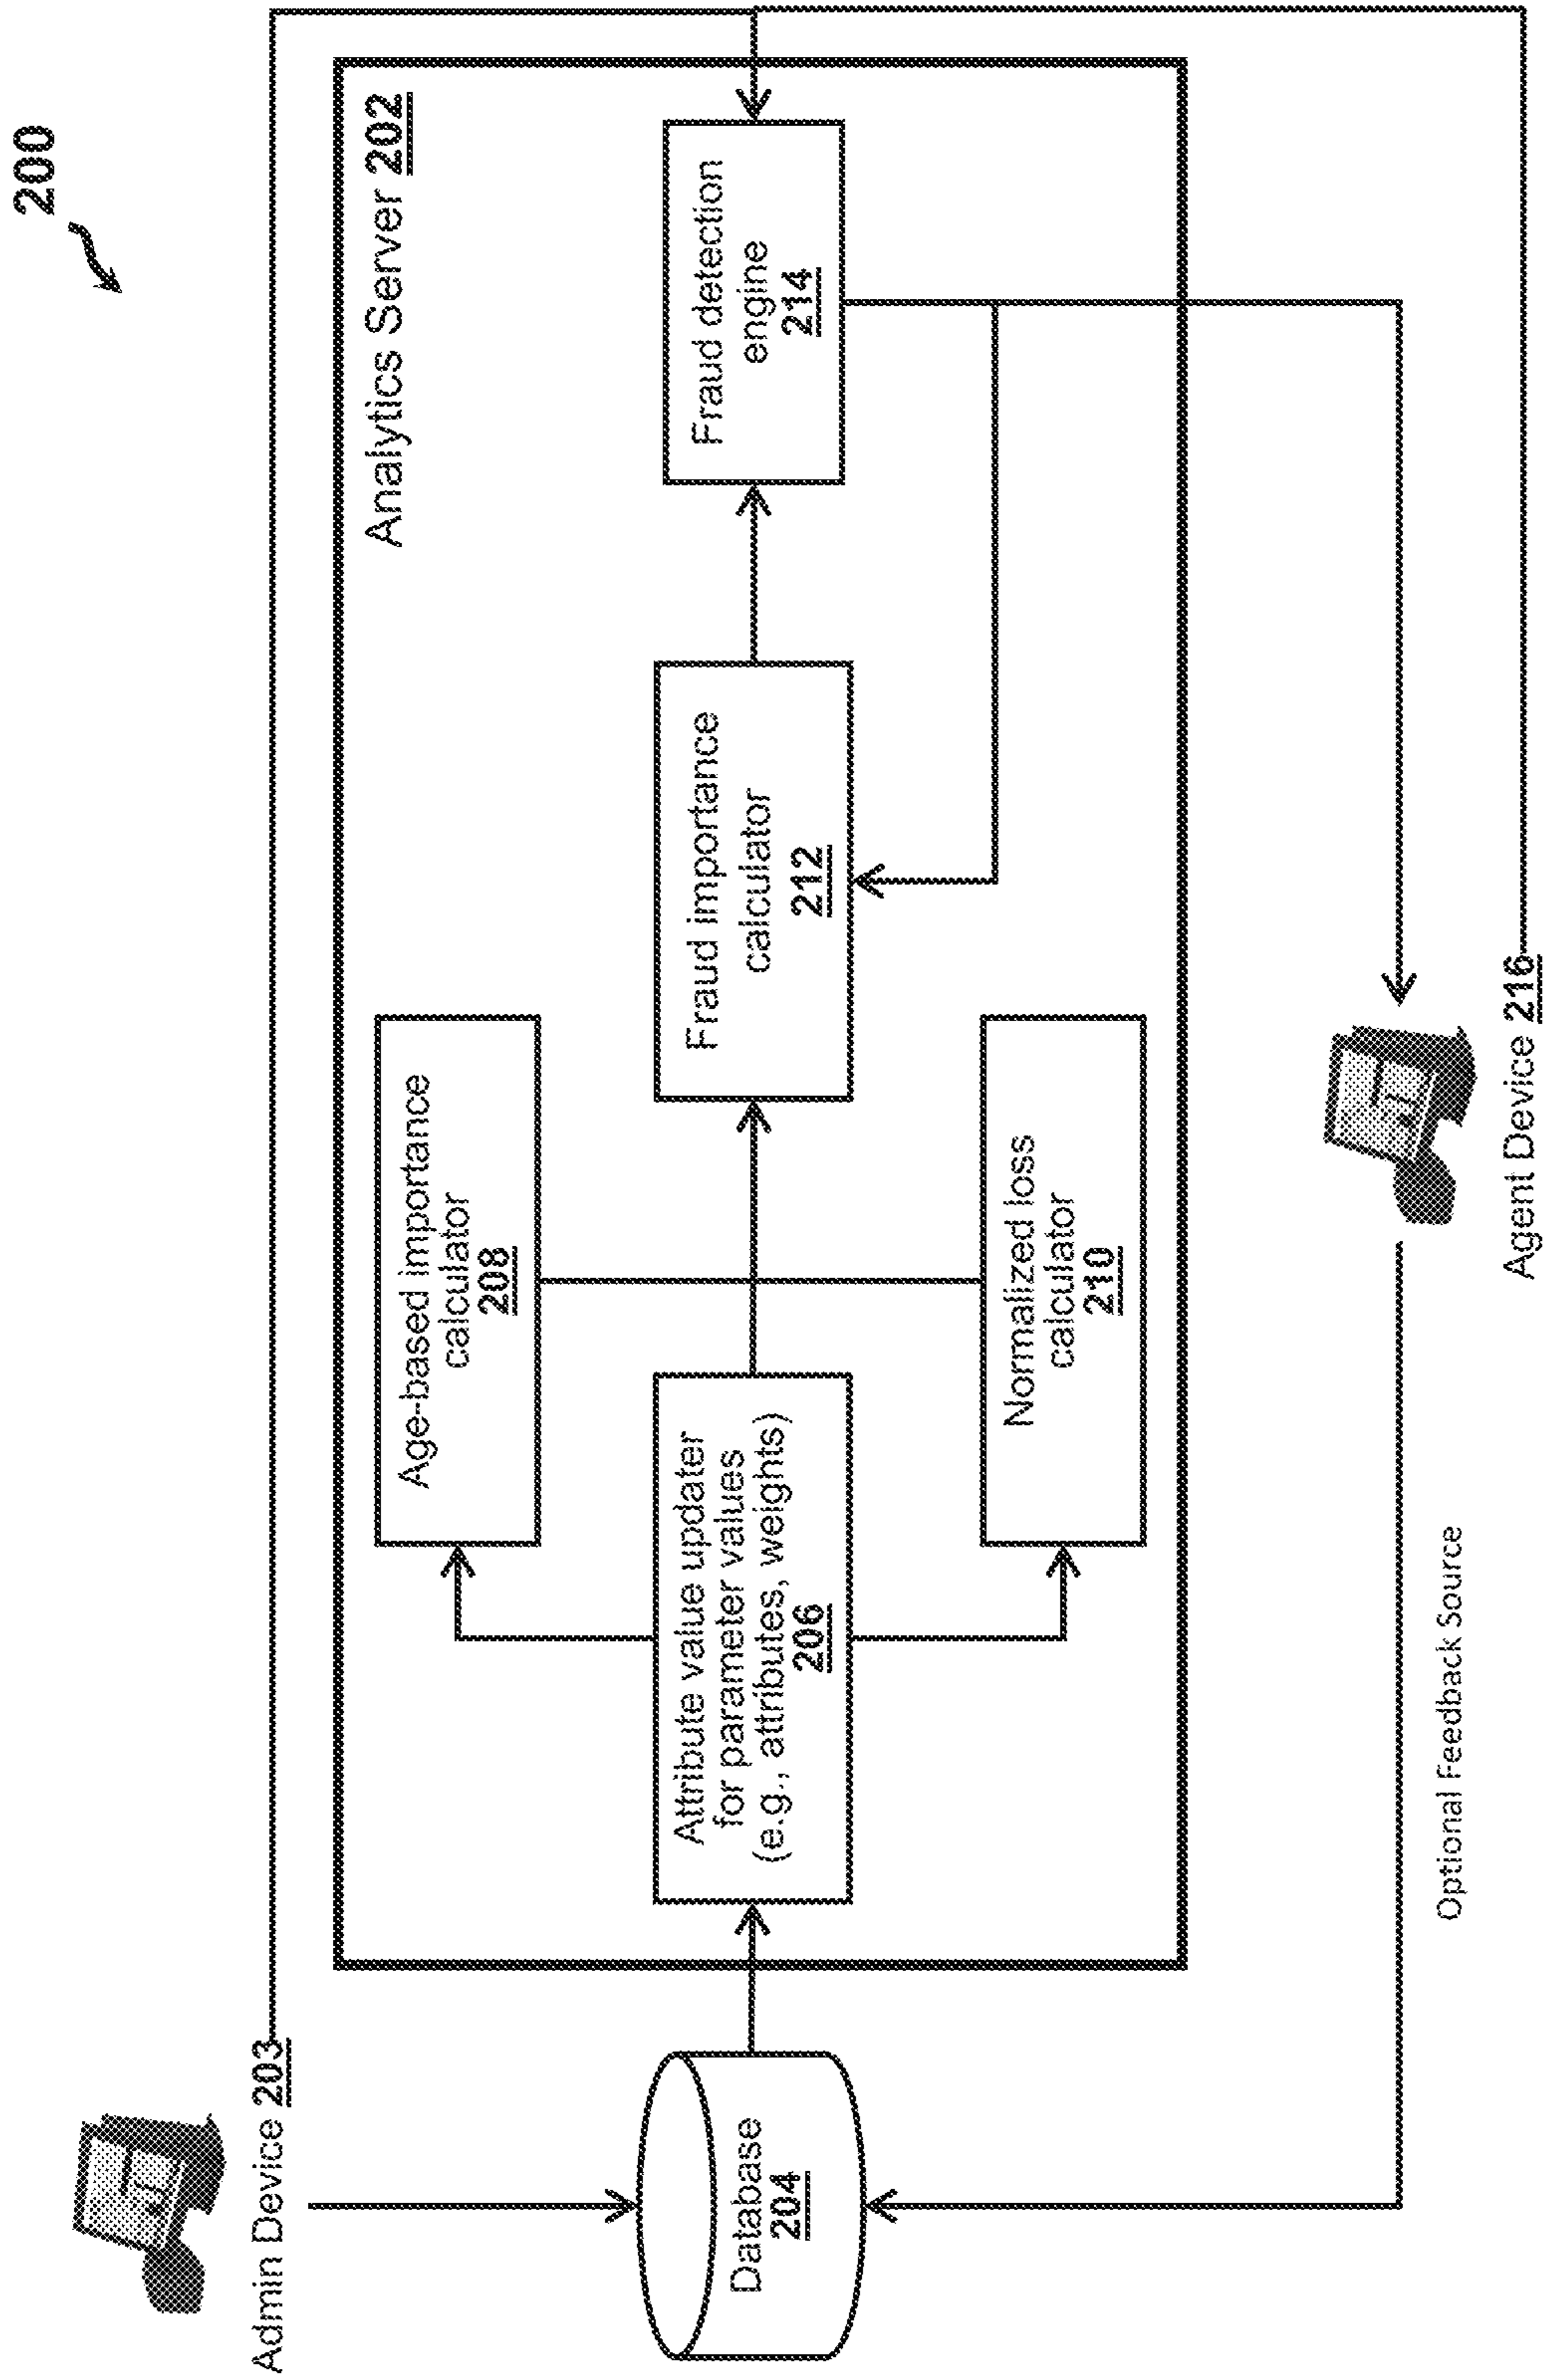 200
Admin Device 203
Analytics Server 202
Age-based importance
calculator
208
Database
204
Attribute value updater
for parameter values
(e.g., attributes, weights)
206
Fraud importance
calculator
212
Fraud detection
engine
214
Normalized loss
calculator
210
Optional Feedback Source
Agent Device 216